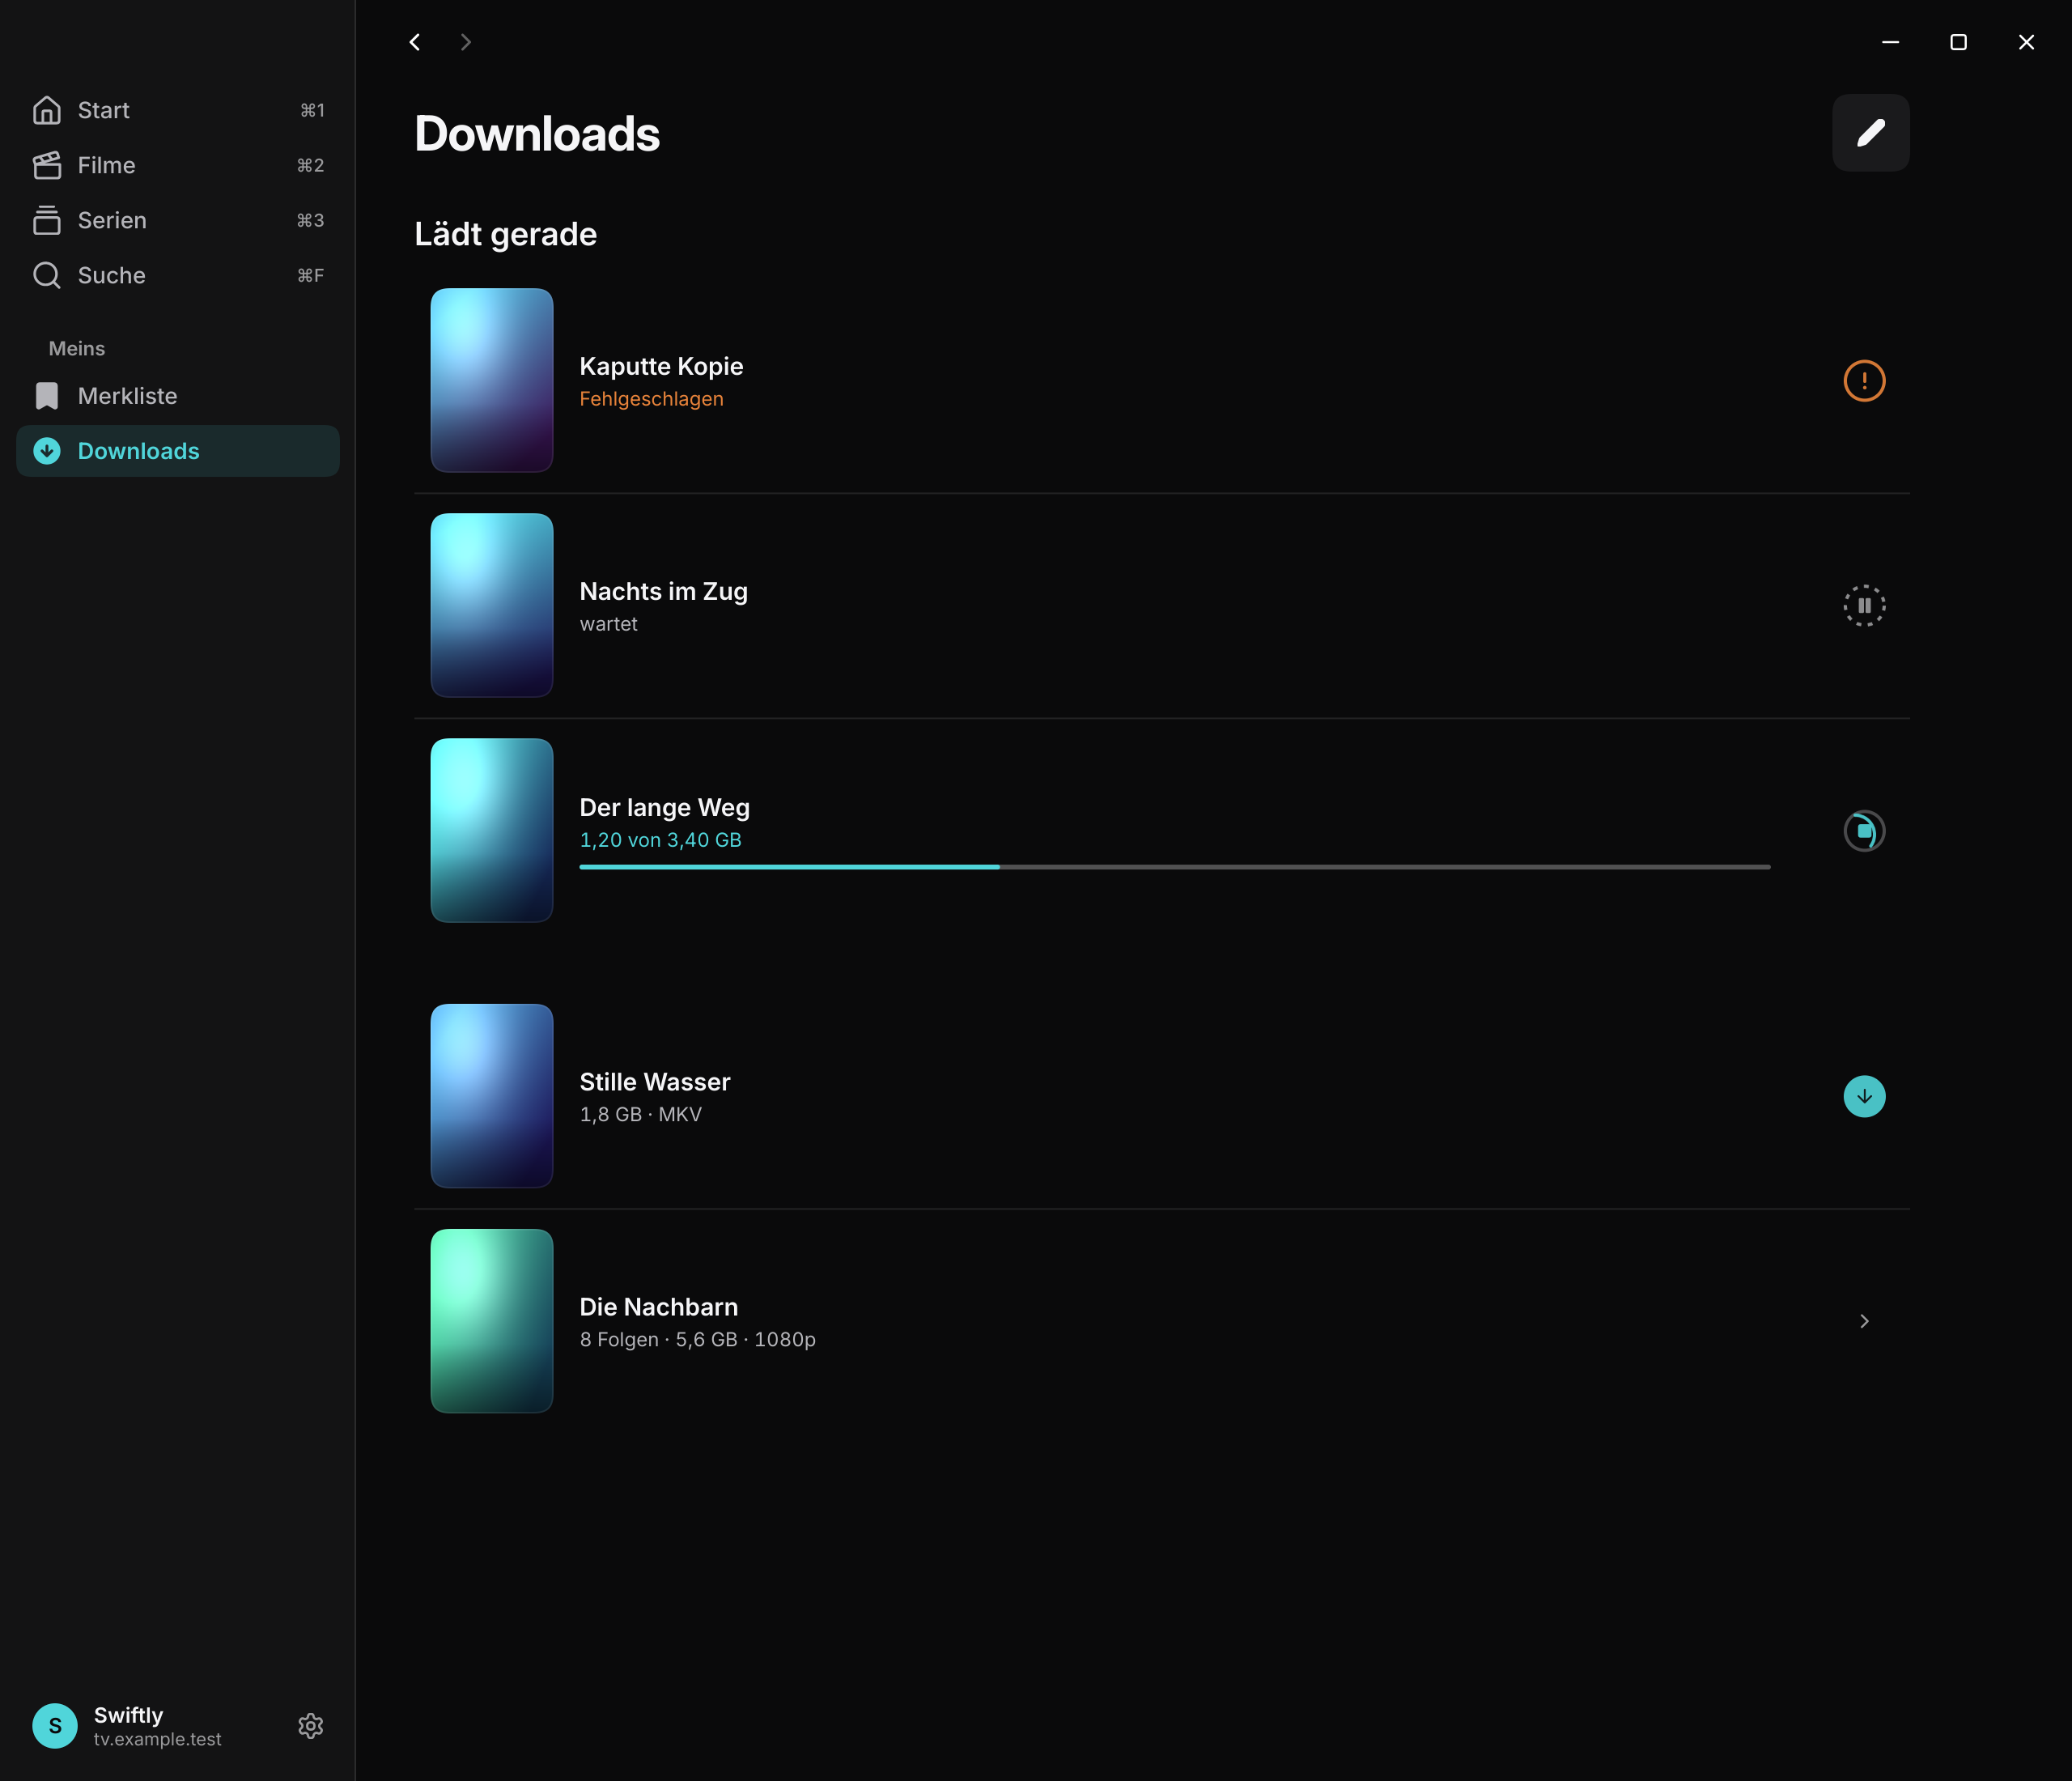 Start ⌘1
Filme ⌘2
Serien ⌘3
Suche ⌘F
Meins
Merkliste
Downloads
Swiftly
tv.example.test
S
Downloads
Lädt gerade
Kaputte Kopie
Fehlgeschlagen
Nachts im Zug
wartet
Der lange Weg
1,20 von 3,40 GB
Stille Wasser
1,8 GB · MKV
Die Nachbarn
8 Folgen · 5,6 GB · 1080p